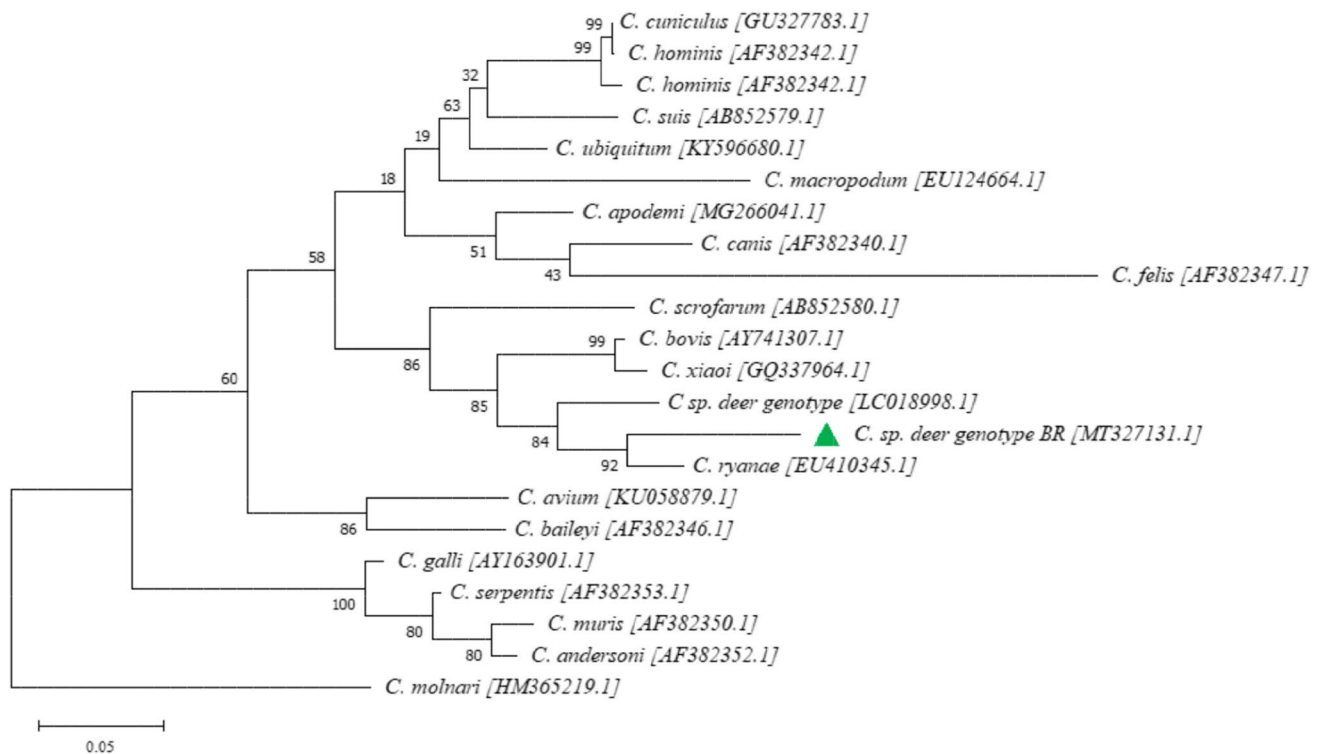 99
C. cuniculus [GU327783.1]
99
C. hominis [AF382342.1]
32
C. hominis [AF382342.1]
63
C. suis [AB852579.1]
19
C. ubiquitum [KY596680.1]
18
C. macropodum [EU124664.1]
C. apodemi [MG266041.1]
51
C. canis [AF382340.1]
58
43
C. felis [AF382347.1]
C. scrofarum [AB852580.1]
99
C. bovis [AY741307.1]
86
C. xiaoi [GQ337964.1]
60
85
C sp. deer genotype [LC018998.1]
84
C. sp. deer genotype BR [MT327131.1]
92
C. ryanae [EU410345.1]
C. avium [KU058879.1]
86
C. baileyi [AF382346.1]
C. galli [AY163901.1]
100
C. serpentis [AF382353.1]
80
C. muris [AF382350.1]
80
C. andersoni [AF382352.1]
C. molnari [HM365219.1]
0.05